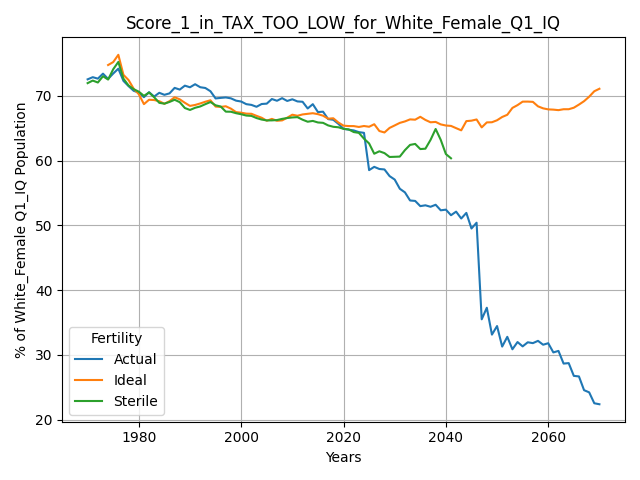 Score_1_in_TAX_TOO_LOW_for_White_Female_Q1_IQ
% of White_Female Q1_IQ Population
70
60
50
40
30
20
Fertility
Actual
Ideal
Sterile
1980
2000
2020
2040
2060
Years